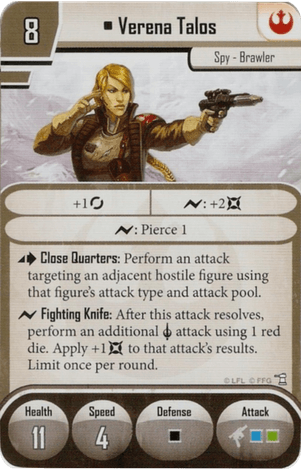 8
Verena Talos
Spy - Brawler
+1
: +2
: Pierce 1
Close Quarters: Perform an attack
targeting an adjacent hostile figure using
that figure's attack type and attack pool.
Fighting Knife: After this attack resolves,
perform an additional attack using 1 red
die. Apply +1 to that attack's results.
Limit once per round.
© LFL © FFG
Health Speed Defense Attack
11 4